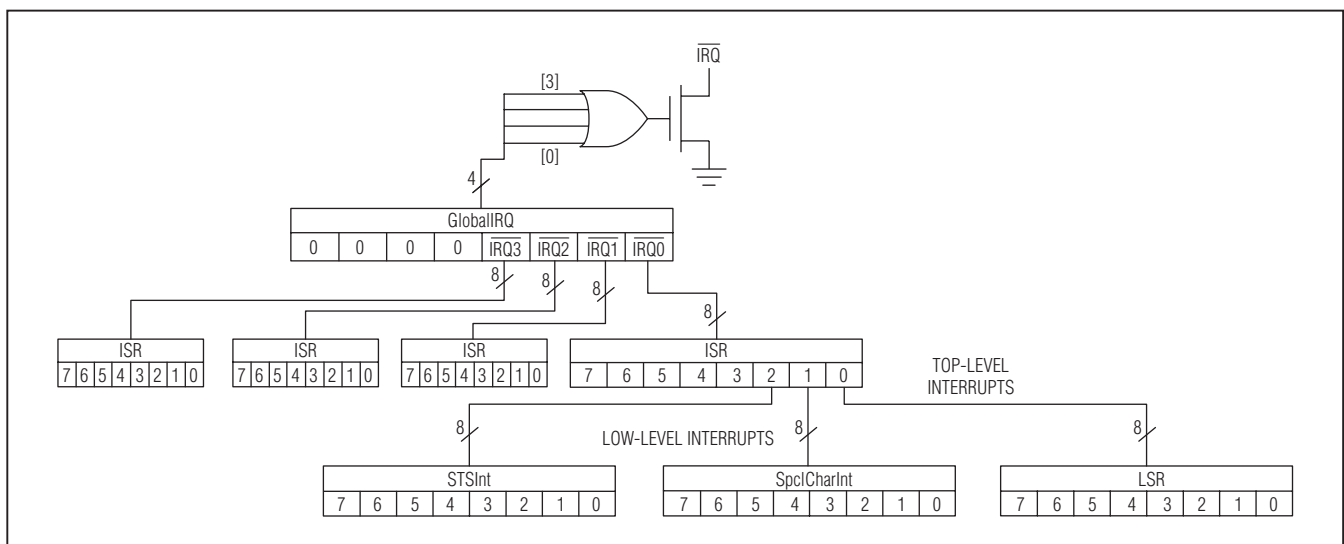 IRQ
[3]
[0]
4
GlobalIRQ
0 0 0 0 IRQ3 IRQ2 IRQ1 IRQ0
8 8 8
8
ISR ISR ISR ISR
7 6 5 4 3 2 1 0 7 6 5 4 3 2 1 0 7 6 5 4 3 2 1 0 7 6 5 4 3 2 1 0
TOP-LEVEL
INTERRUPTS
8 LOW-LEVEL INTERRUPTS 8 8
STSInt SpclCharInt LSR
7 6 5 4 3 2 1 0 7 6 5 4 3 2 1 0 7 6 5 4 3 2 1 0